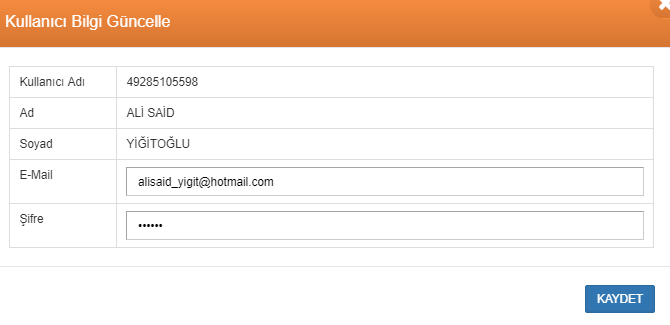 Kullanıcı Bilgi Güncelle
Kullanıcı Adı 49285105598
Ad ALİ SAİD
Soyad YİĞİTOĞLU
E-Mail alisaid_yigit@hotmail.com
Şifre ••••••
KAYDET